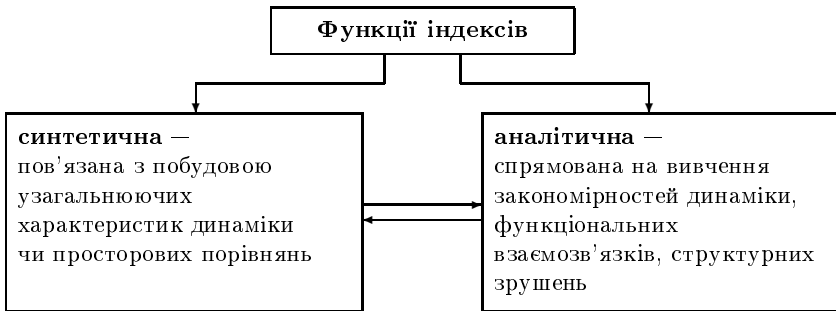 Функції індексів
синтетична —
пов'язана з побудовою
узагальнюючих
характеристик динаміки
чи просторових порівнянь
аналітична —
спрямована на вивчення
закономірностей динаміки,
функціональних
взаємозв'язків, структурних
зрушень